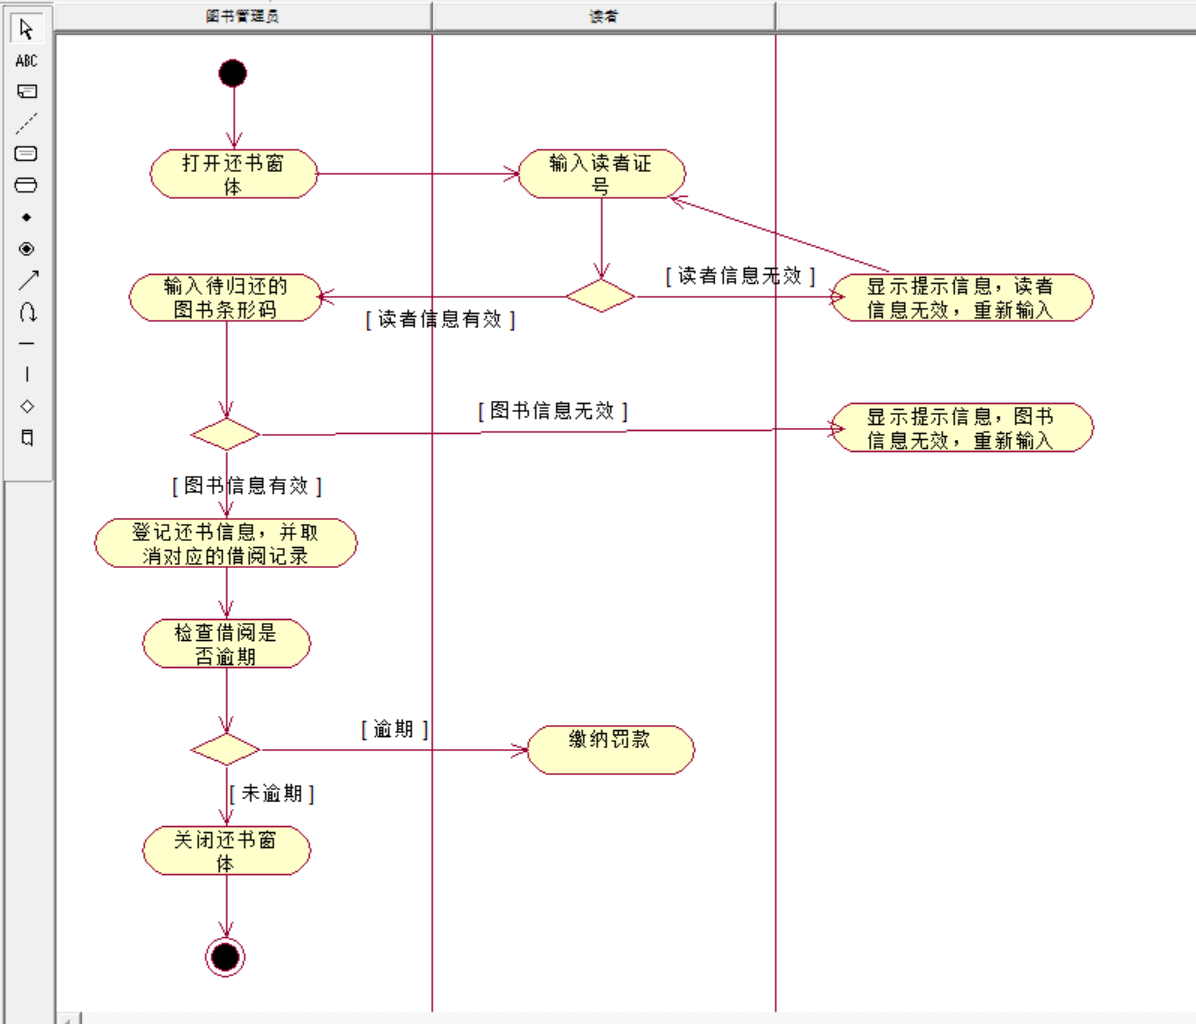 图书管理员
读者
ABC
打开还书窗
体
输入读者证
号
[ 读者信息无效 ]
输入待归还的
图书条形码
显示提示信息，读者
信息无效，重新输入
[ 读者信息有效 ]
[ 图书信息无效 ]
显示提示信息，图书
信息无效，重新输入
[ 图书信息有效 ]
登记还书信息，并取
消对应的借阅记录
检查借阅是
否逾期
[ 逾期 ]
缴纳罚款
[ 未逾期 ]
关闭还书窗
体